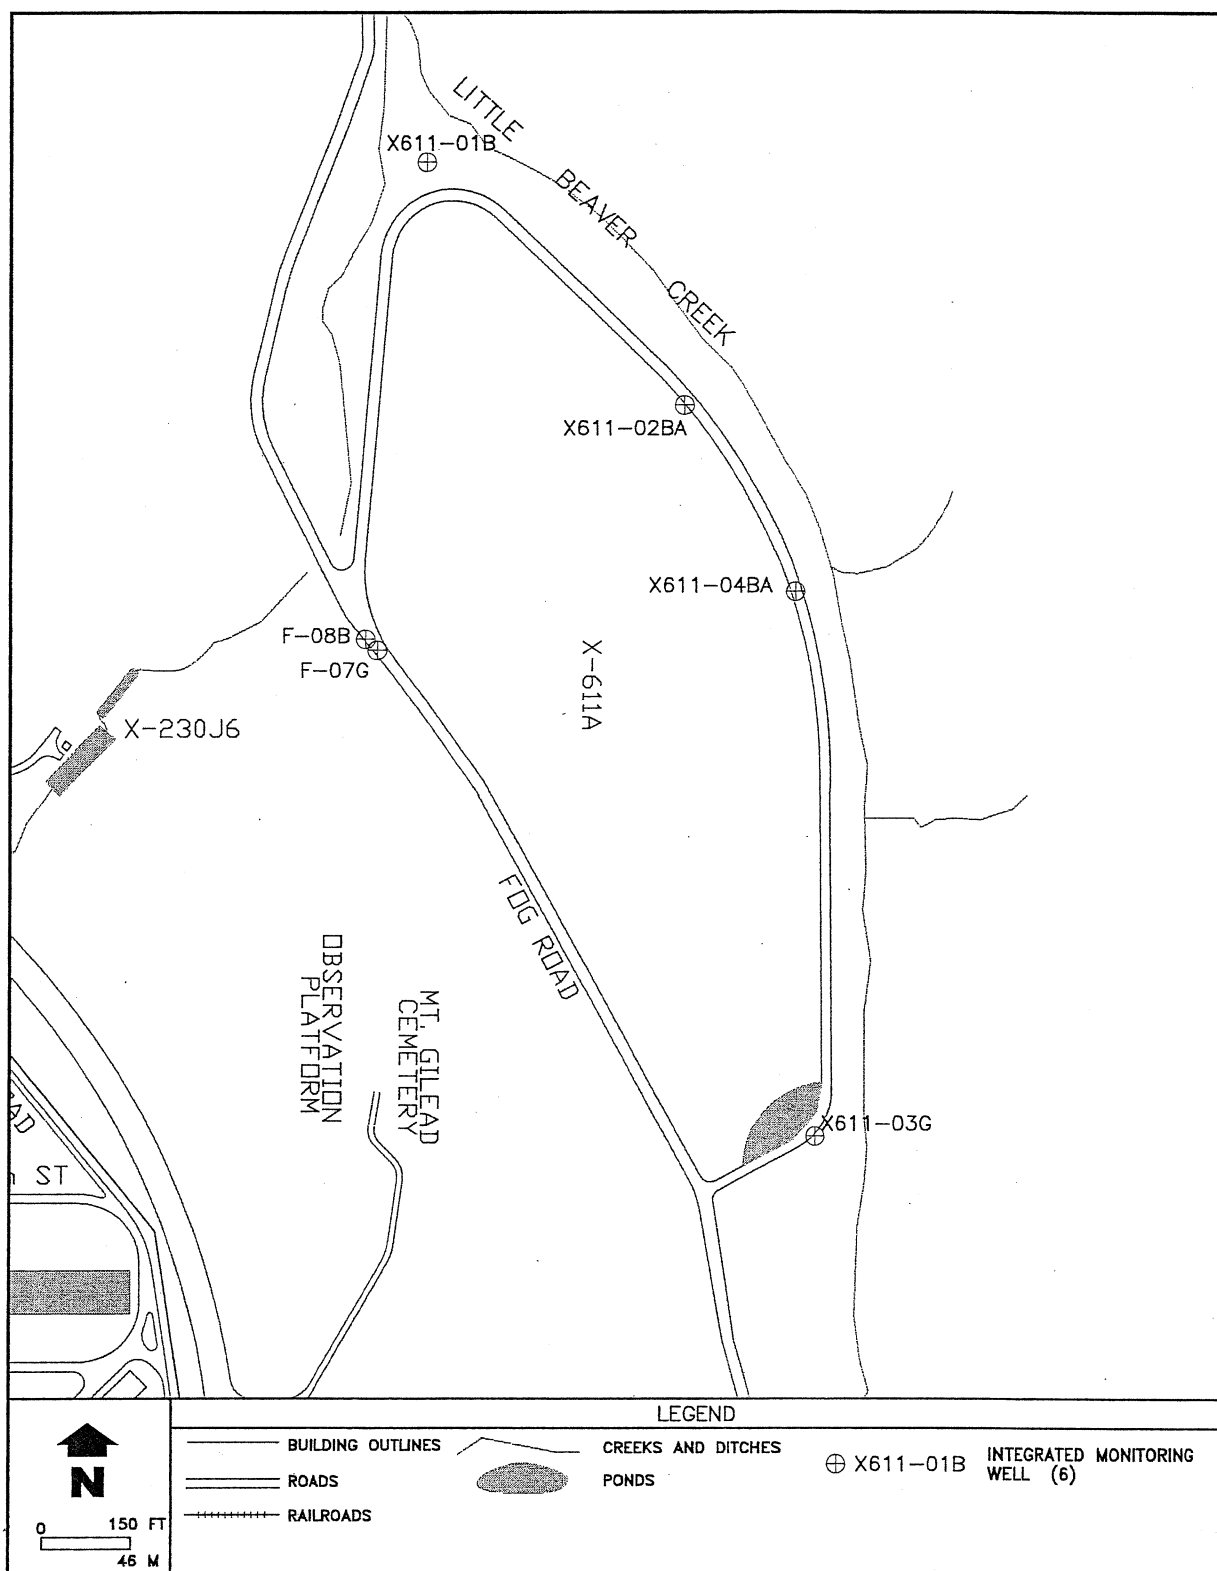 LITTLE
BEAVER
CREEK
X611-01B
X611-02BA
X611-04BA
F-08B
F-07G
X-611A
X-230J6
FOG ROAD
OBSERVATION
PLATFORM
MT. GILEAD
CEMETERY
X611-03G
AD
ST
LEGEND
N
0 150 FT
46 M
BUILDING OUTLINES
ROADS
RAILROADS
CREEKS AND DITCHES
PONDS
X611-01B
INTEGRATED MONITORING
WELL (6)